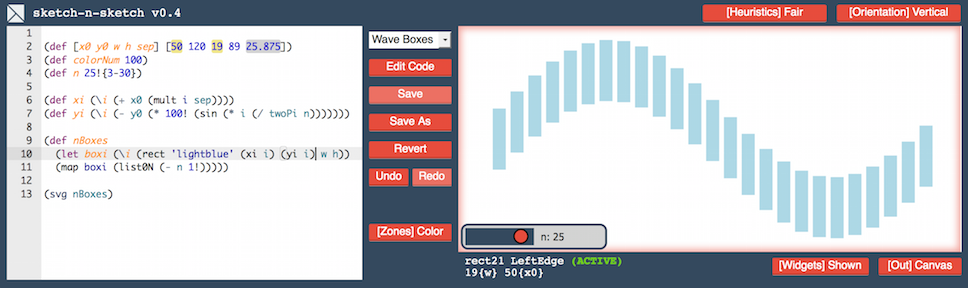 sketch-n-sketch v0.4
[Heuristics] Fair
[Orientation] Vertical
1
2 (def [x0 y0 w h sep] [50 120 19 89 25.875])
3 (def colorNum 100)
4 (def n 25!{3-30})
5
6 (def xi (\i (+ x0 (mult i sep))))
7 (def yi (\i (- y0 (* 100! (sin (* i (/ twoPi n)))))))
8
9 (def nBoxes
10 (let boxi (\i (rect 'lightblue' (xi i) (yi i) w h))
11 (map boxi (list0N (- n 1!)))))
12
13 (svg nBoxes)
Wave Boxes
Edit Code
Save
Save As
Revert
Undo
Redo
[Zones] Color
n: 25
rect21 LeftEdge (ACTIVE)
19{w} 50{x0}
[Widgets] Shown
[Out] Canvas